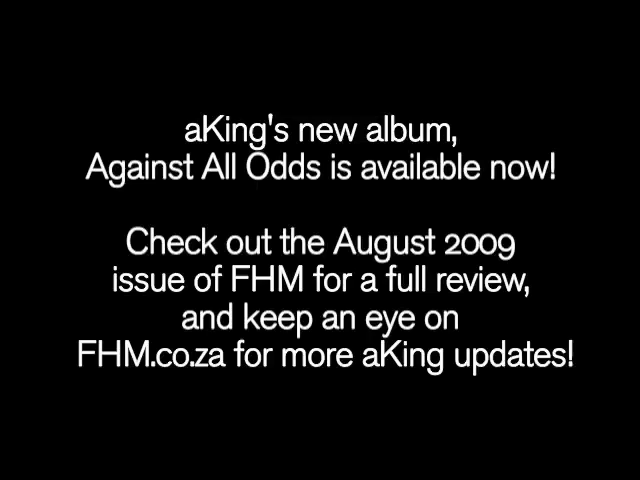 aKing's new album,
Against All Odds is available now!
Check out the August 2009
issue of FHM for a full review,
and keep an eye on
FHM.co.za for more aKing updates!